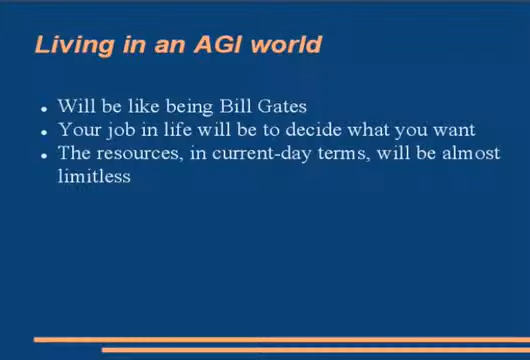 Living in an AGI world
• Will be like being Bill Gates
• Your job in life will be to decide what you want
• The resources, in current-day terms, will be almost
limitless